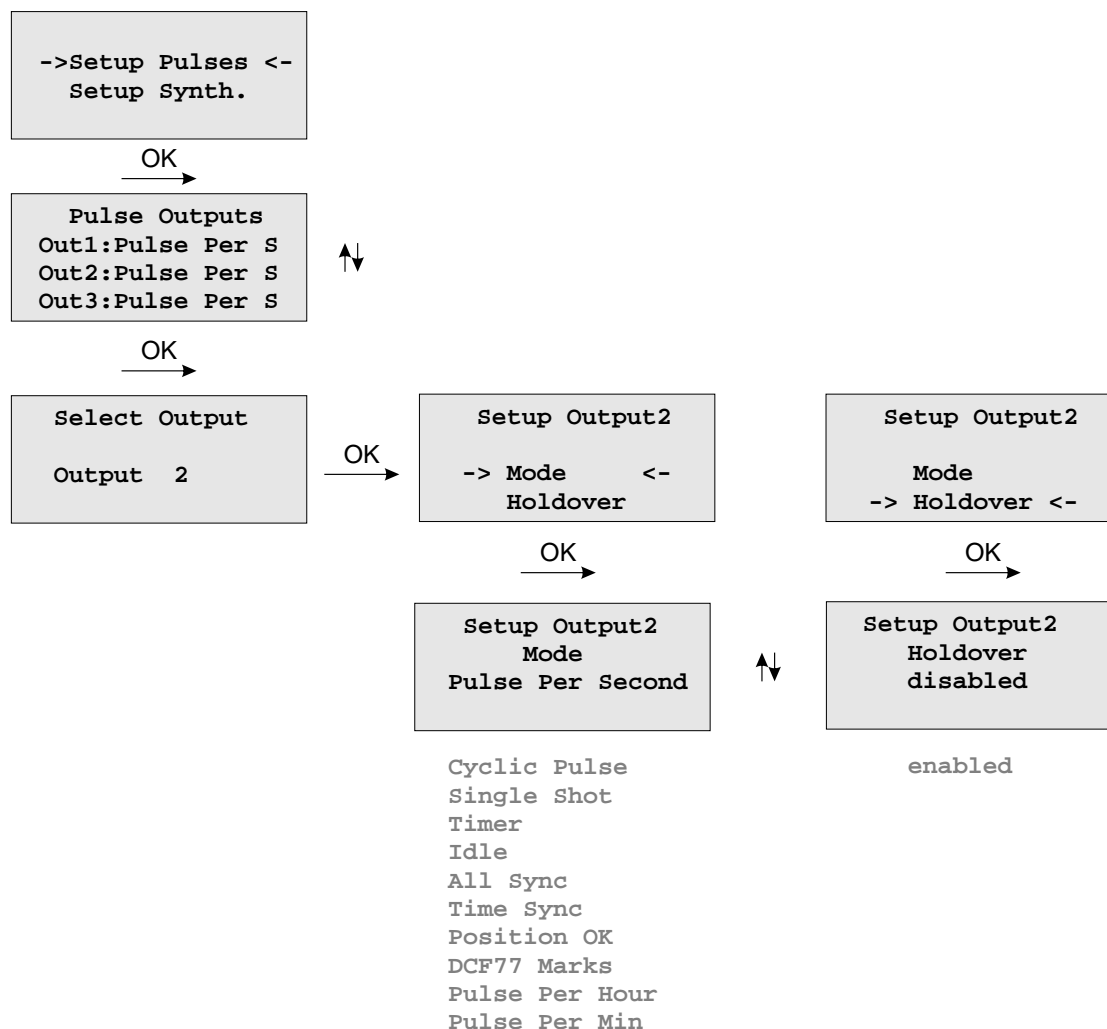 ->Setup Pulses <-
Setup Synth.
OK
Pulse Outputs
Out1:Pulse Per S
Out2:Pulse Per S
Out3:Pulse Per S
OK
Select Output
Output 2
OK
Setup Output2
-> Mode <-
Holdover
OK
Setup Output2
Mode
Pulse Per Second
Cyclic Pulse
Single Shot
Timer
Idle
All Sync
Time Sync
Position OK
DCF77 Marks
Pulse Per Hour
Pulse Per Min
Setup Output2
Mode
-> Holdover <-
OK
Setup Output2
Holdover
disabled
enabled